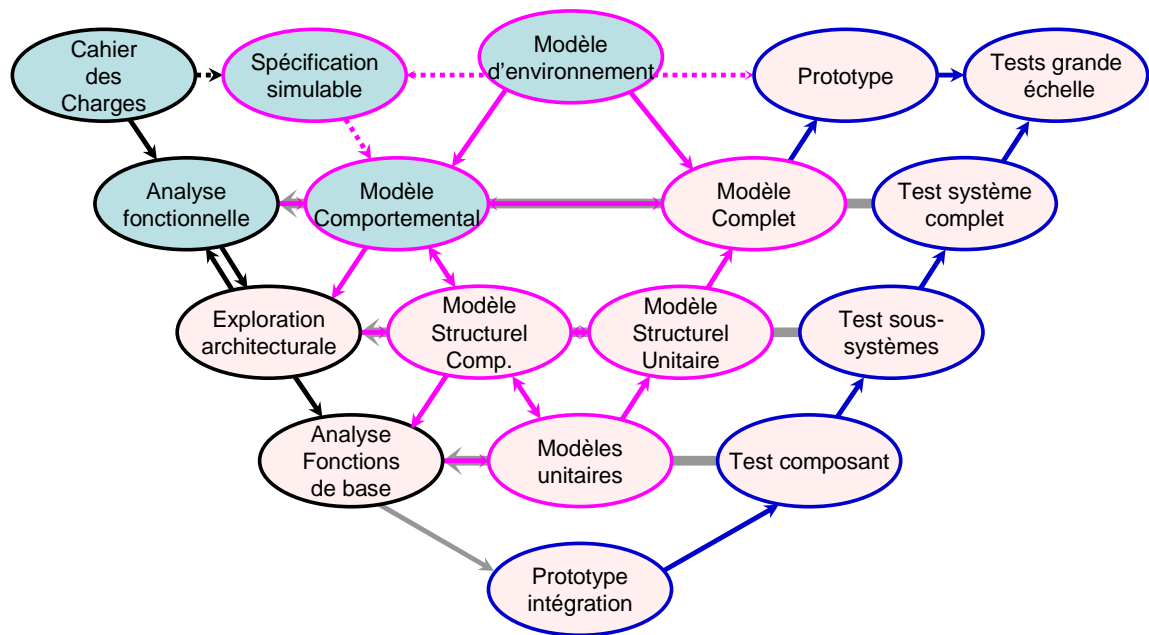 Cahier
des
Charges
Spécification
simulable
Modèle
d'environnement
Prototype
Tests grande
échelle
Analyse
fonctionnelle
Modèle
Comportemental
Modèle
Complet
Test système
complet
Exploration
architecturale
Modèle
Structurel
Comp.
Modèle
Structurel
Unitaire
Test sous-
systèmes
Analyse
Fonctions
de base
Modèles
unitaires
Test composant
Prototype
intégration